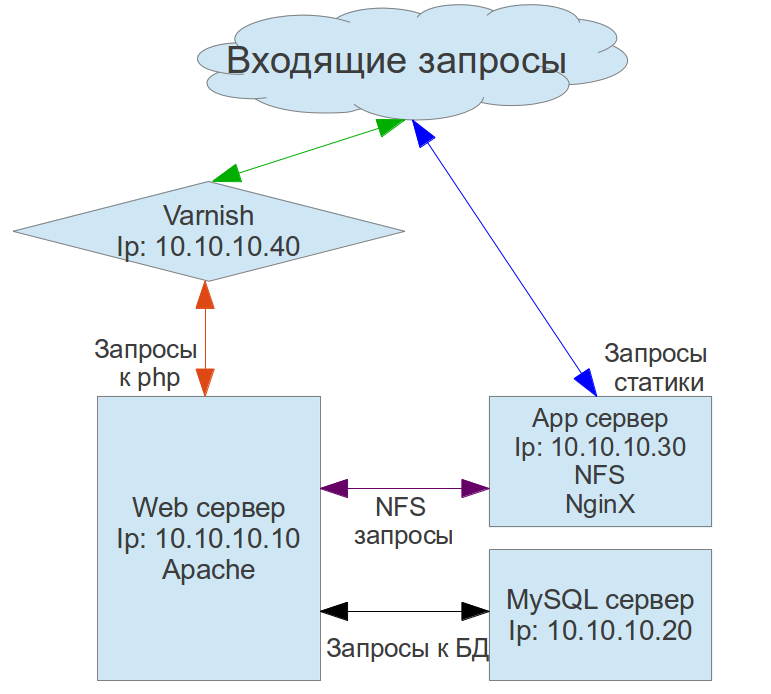 Входящие запросы
Varnish
Ip: 10.10.10.40
Запросы
к php
Запросы
статики
App сервер
Ip: 10.10.10.30
NFS
NginX
Web сервер
Ip: 10.10.10.10
Apache
NFS
запросы
MySQL сервер
Ip: 10.10.10.20
Запросы к БД